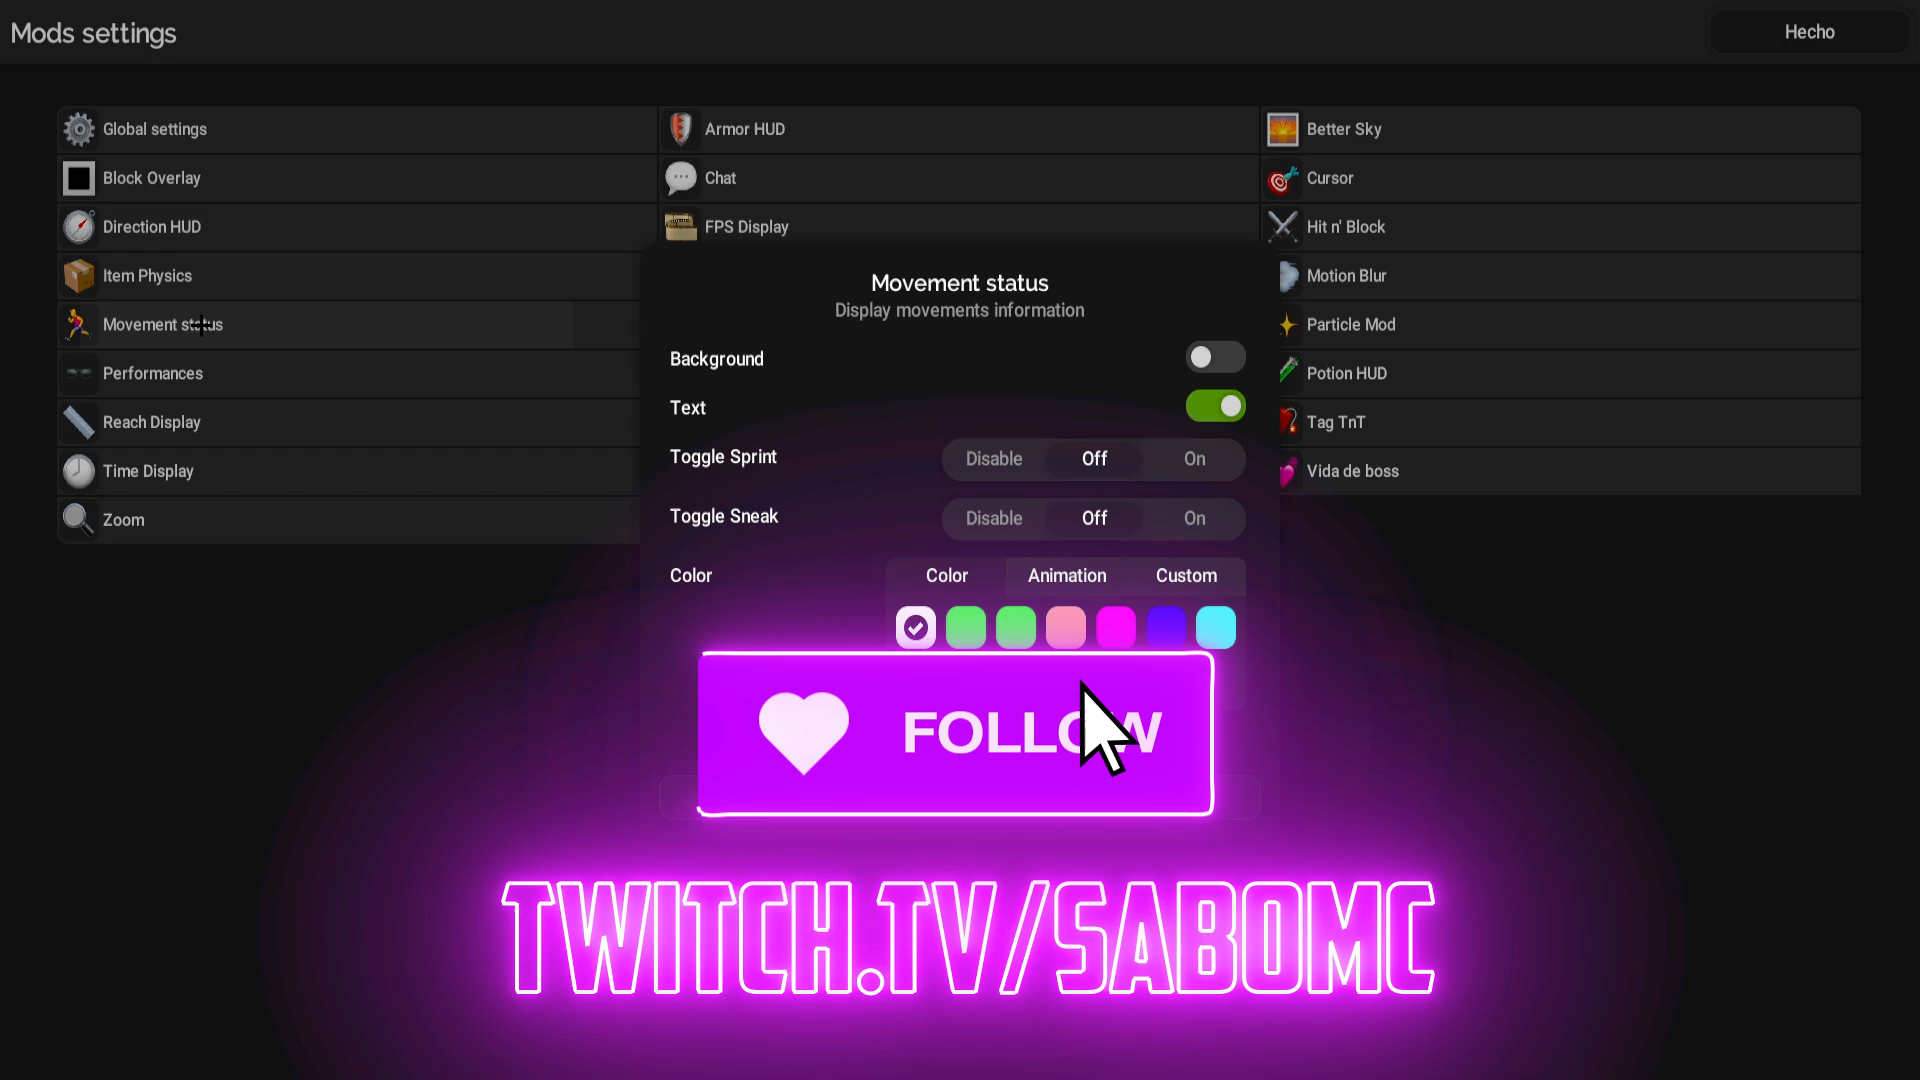 Mods settings
Hecho
Global settings
Armor HUD
Better Sky
Block Overlay
Chat
Cursor
Direction HUD
FPS Display
Hit n' Block
Item Physics
Motion Blur
Movement status
Particle Mod
Performances
Potion HUD
Reach Display
Tag TnT
Time Display
Vida de boss
Zoom
Movement status
Display movements information
Background
Text
Toggle Sprint
Disable Off On
Toggle Sneak
Disable Off On
Color
Color Animation Custom
FOLLOW
TWITCH.TV/SABOMC